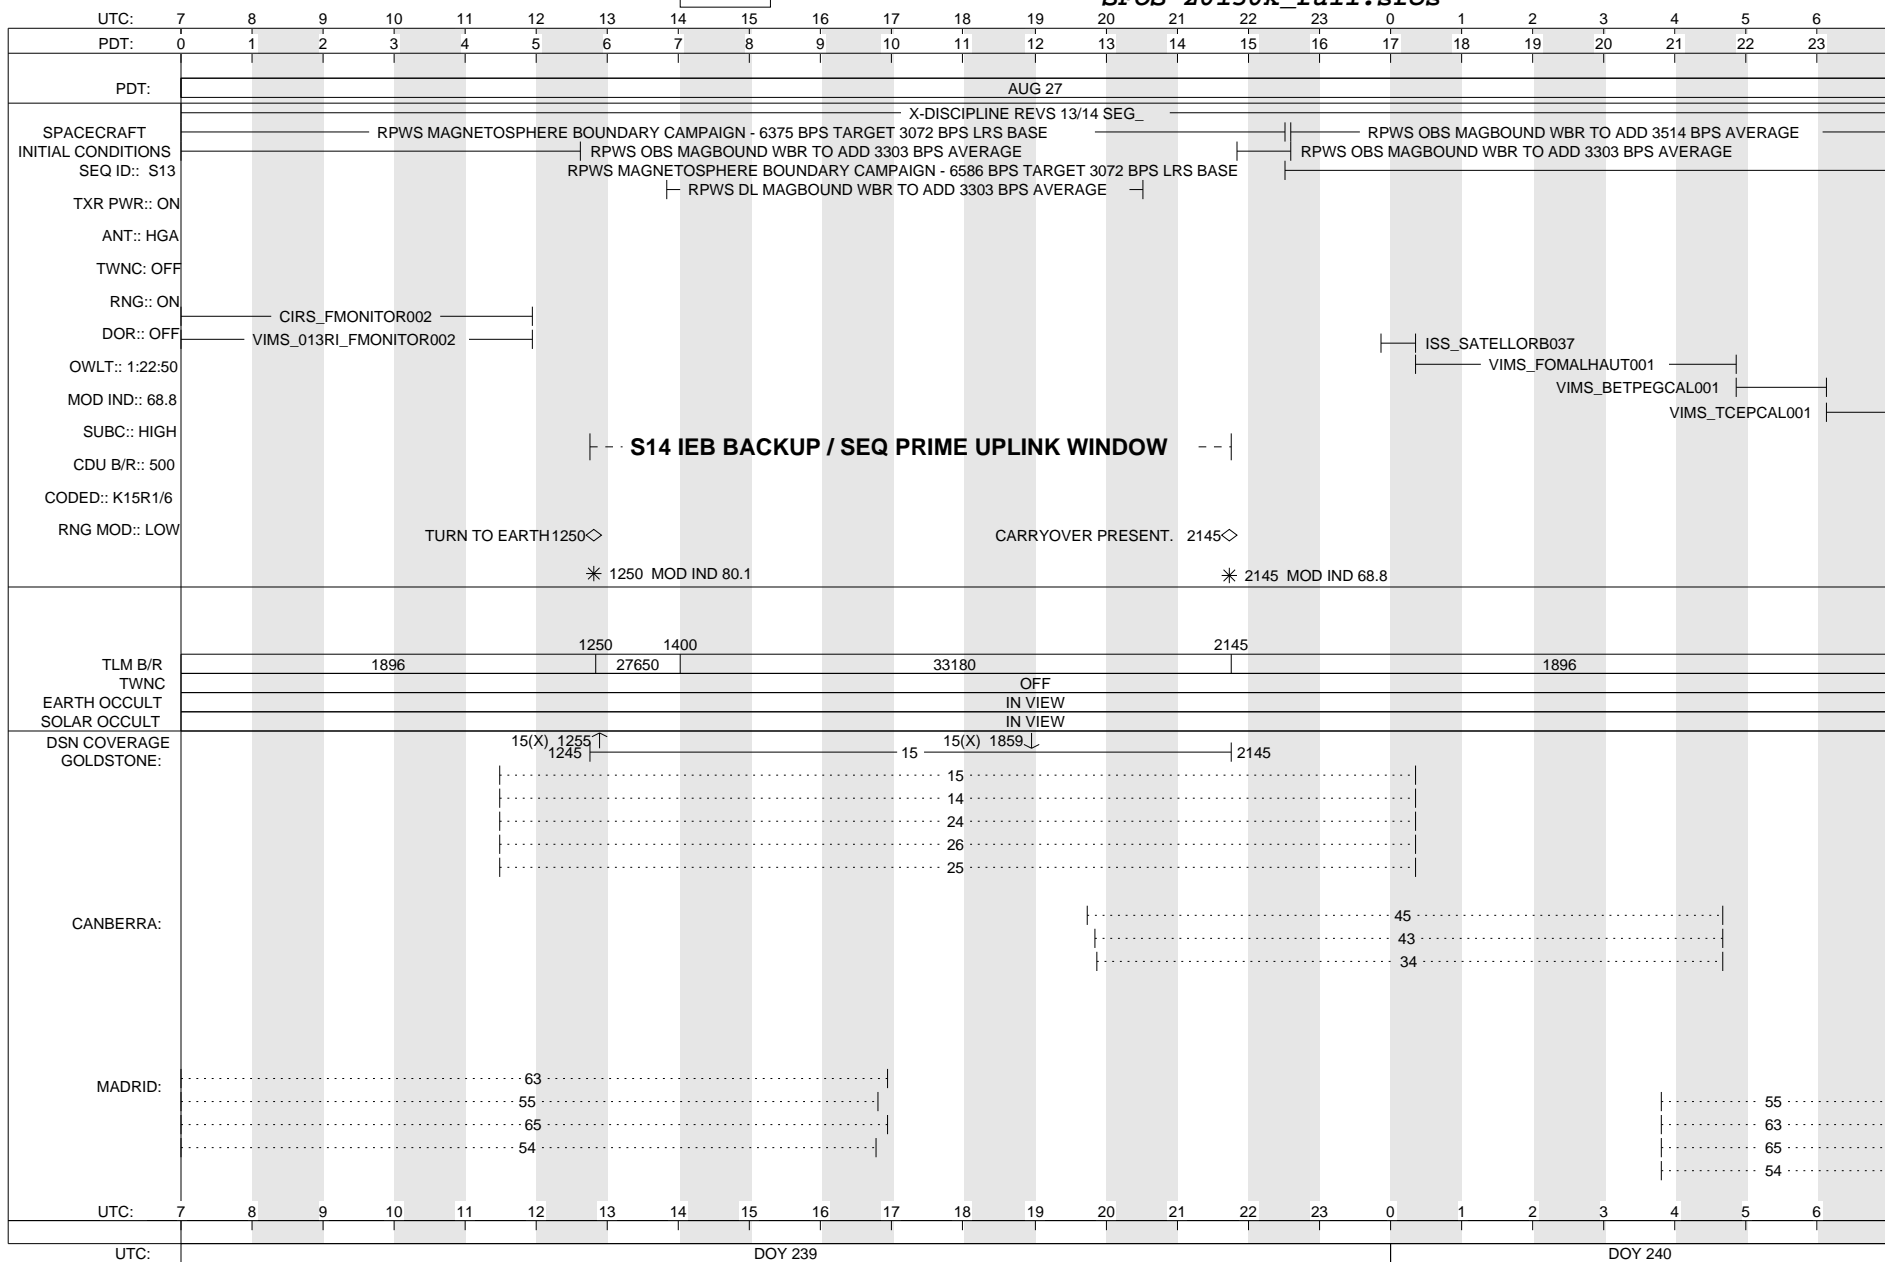 UTC: 7 8 9 10 11 12 13 14 15 16 17 18 19 20 21 22 23 0 1 2 3 4 5 6
PDT: 0 1 2 3 4 5 6 7 8 9 10 11 12 13 14 15 16 17 18 19 20 21 22 23
PDT: AUG 27
X-DISCIPLINE REVS 13/14 SEG_
SPACECRAFT RPWS MAGNETOSPHERE BOUNDARY CAMPAIGN - 6375 BPS TARGET 3072 BPS LRS BASE RPWS OBS MAGBOUND WBR TO ADD 3514 BPS AVERAGE
INITIAL CONDITIONS RPWS OBS MAGBOUND WBR TO ADD 3303 BPS AVERAGE RPWS OBS MAGBOUND WBR TO ADD 3303 BPS AVERAGE
SEQ ID:: S13 RPWS MAGNETOSPHERE BOUNDARY CAMPAIGN - 6586 BPS TARGET 3072 BPS LRS BASE
RPWS DL MAGBOUND WBR TO ADD 3303 BPS AVERAGE
TXR PWR:: ON
ANT:: HGA
TWNC: OFF
RNG:: ON
CIRS_FMONITOR002
DOR:: OFF VIMS_013RI_FMONITOR002 ISS_SATELLORB037
OWLT:: 1:22:50 VIMS_FOMALHAUT001
VIMS_BETPEGCAL001
MOD IND:: 68.8
VIMS_TCEPCAL001
SUBC:: HIGH
S14 IEB BACKUP / SEQ PRIME UPLINK WINDOW
CDU B/R:: 500
CODED:: K15R1/6
RNG MOD:: LOW TURN TO EARTH 1250 CARRYOVER PRESENT. 2145
1250 MOD IND 80.1 2145 MOD IND 68.8
1250 1400 2145
TLM B/R 1896 27650 33180 1896
TWNC OFF
EARTH OCCULT IN VIEW
SOLAR OCCULT IN VIEW
DSN COVERAGE 15(X) 1255 15(X) 1859
GOLDSTONE: 1245 15 2145
15
14
24
26
25
45
CANBERRA:
43
34
63
MADRID:
55 55
65 63
54 65
54
UTC: 7 8 9 10 11 12 13 14 15 16 17 18 19 20 21 22 23 0 1 2 3 4 5 6
UTC: DOY 239 DOY 240